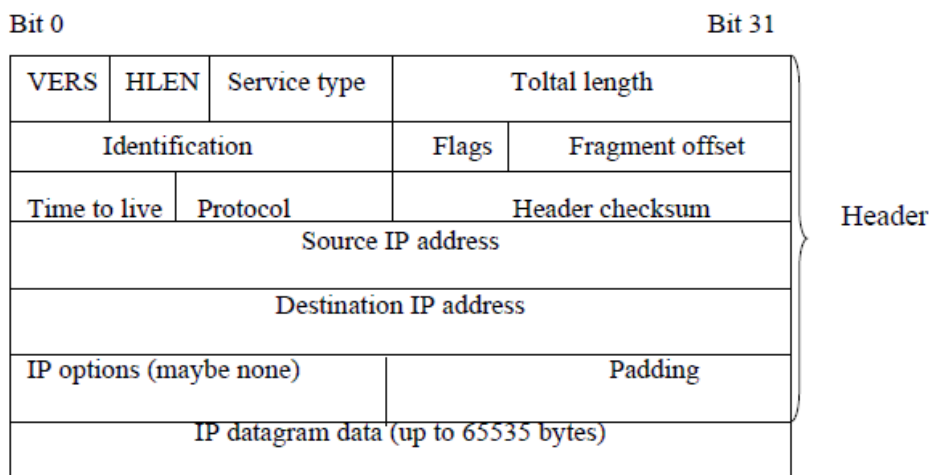 Bit 0 Bit 31
VERS HLEN Service type Toltal length
Identification Flags Fragment offset
Time to live Protocol Header checksum
Header
Source IP address
Destination IP address
IP options (maybe none) Padding
IP datagram data (up to 65535 bytes)